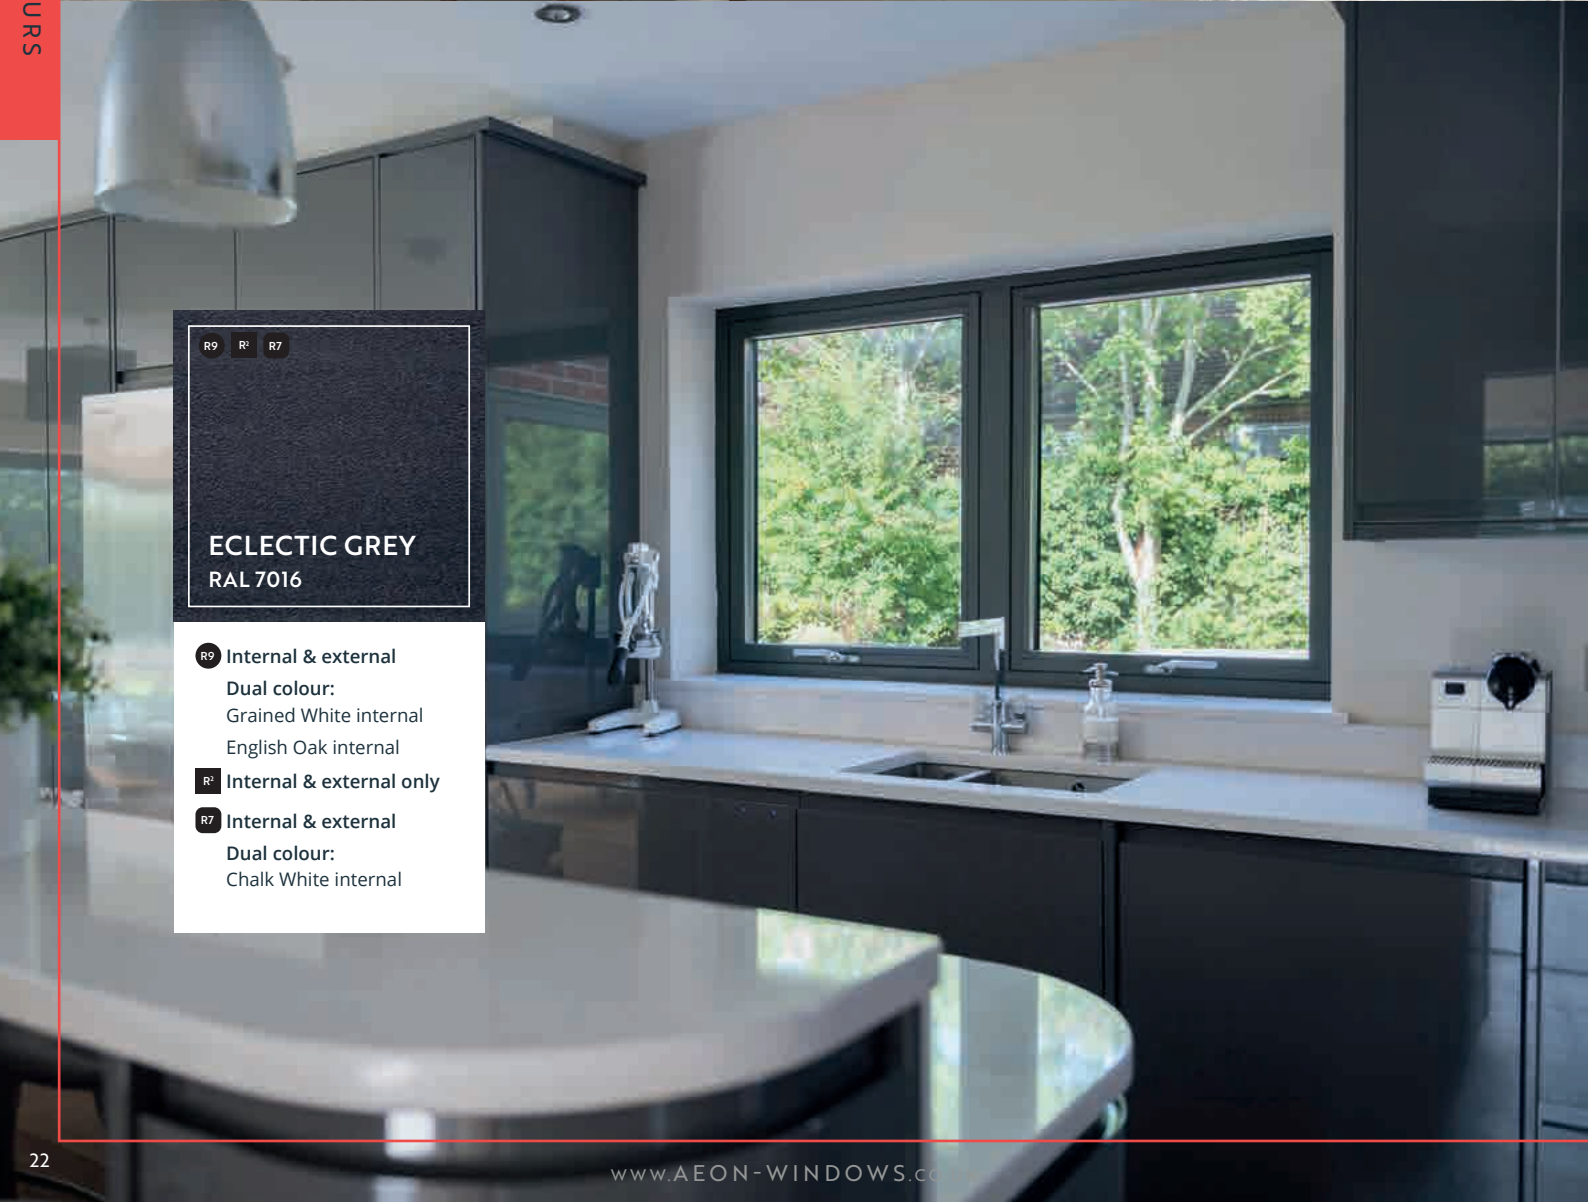 URS
R9 R² R7
ECLECTIC GREY
RAL 7016
R9 Internal & external
Dual colour:
Grained White internal
English Oak internal
R² Internal & external only
R7 Internal & external
Dual colour:
Chalk White internal
22
www.AEON-WINDOWS.co